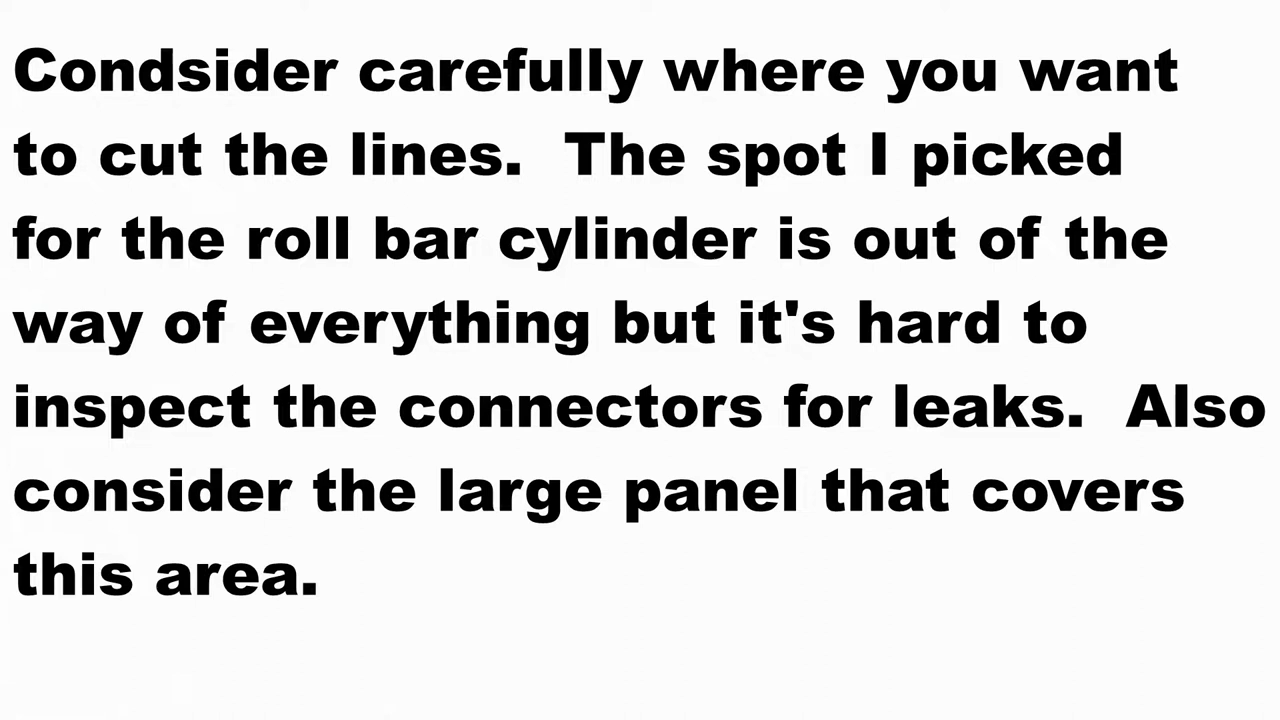 Condsider carefully where you want
to cut the lines.  The spot I picked
for the roll bar cylinder is out of the
way of everything but it's hard to
inspect the connectors for leaks.  Also
consider the large panel that covers
this area.